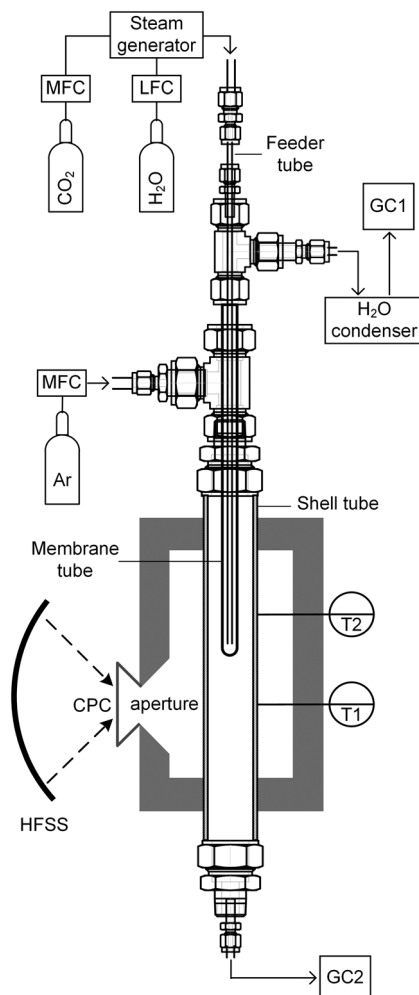 Steam
generator
MFC
LFC
CO₂
H₂O
Feeder
tube
GC1
H₂O
condenser
MFC
Ar
Shell tube
Membrane
tube
T2
CPC
aperture
T1
HFSS
GC2